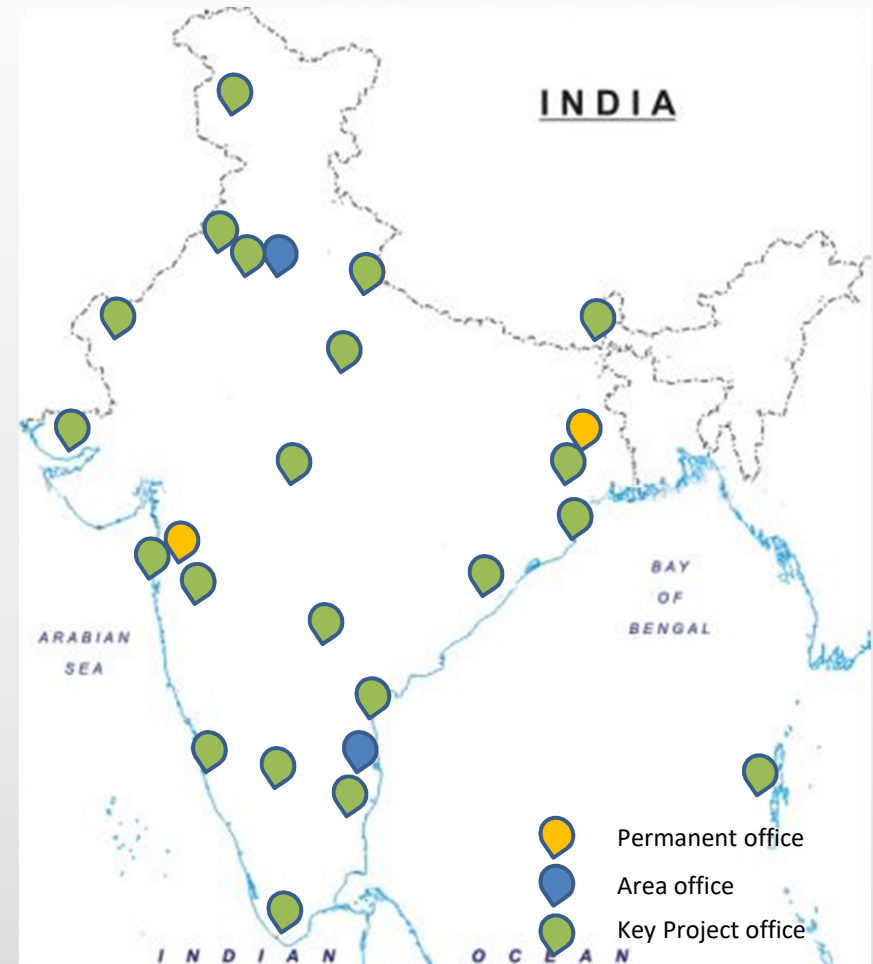 INDIA
BAY
OF
BENGAL
ARABIAN
SEA
Permanent office
Area office
Key Project office
INDIAN OCEAN